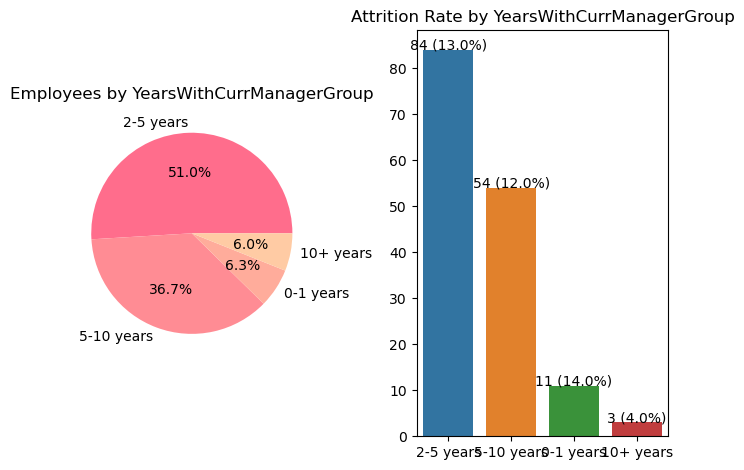 Employees by YearsWithCurrManagerGroup
2-5 years
51.0%
5-10 years
36.7%
0-1 years
6.3%
10+ years
6.0%
Attrition Rate by YearsWithCurrManagerGroup
80
70
60
50
40
30
20
10
0
84 (13.0%)
54 (12.0%)
11 (14.0%)
3 (4.0%)
2-5 years
5-10 years
0-1 years
10+ years